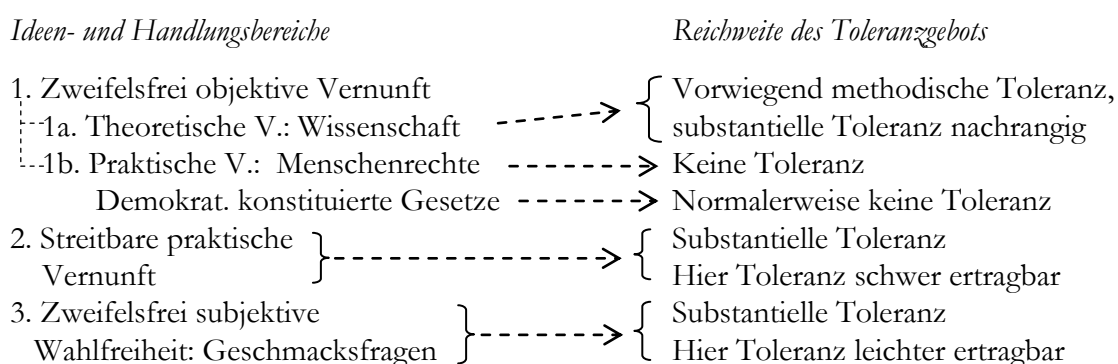 Ideen- und Handlungsbereiche Reichweite des Toleranzgebots
1. Zweifelsfrei objektive Vernunft Vorwiegend methodische Toleranz,
1a. Theoretische V.: Wissenschaft substantielle Toleranz nachrangig
1b. Praktische V.: Menschenrechte Keine Toleranz
Demokrat. konstituierte Gesetze Normalerweise keine Toleranz
2. Streitbare praktische Substantielle Toleranz
Vernunft Hier Toleranz schwer ertragbar
3. Zweifelsfrei subjektive Substantielle Toleranz
Wahlfreiheit: Geschmacksfragen Hier Toleranz leichter ertragbar